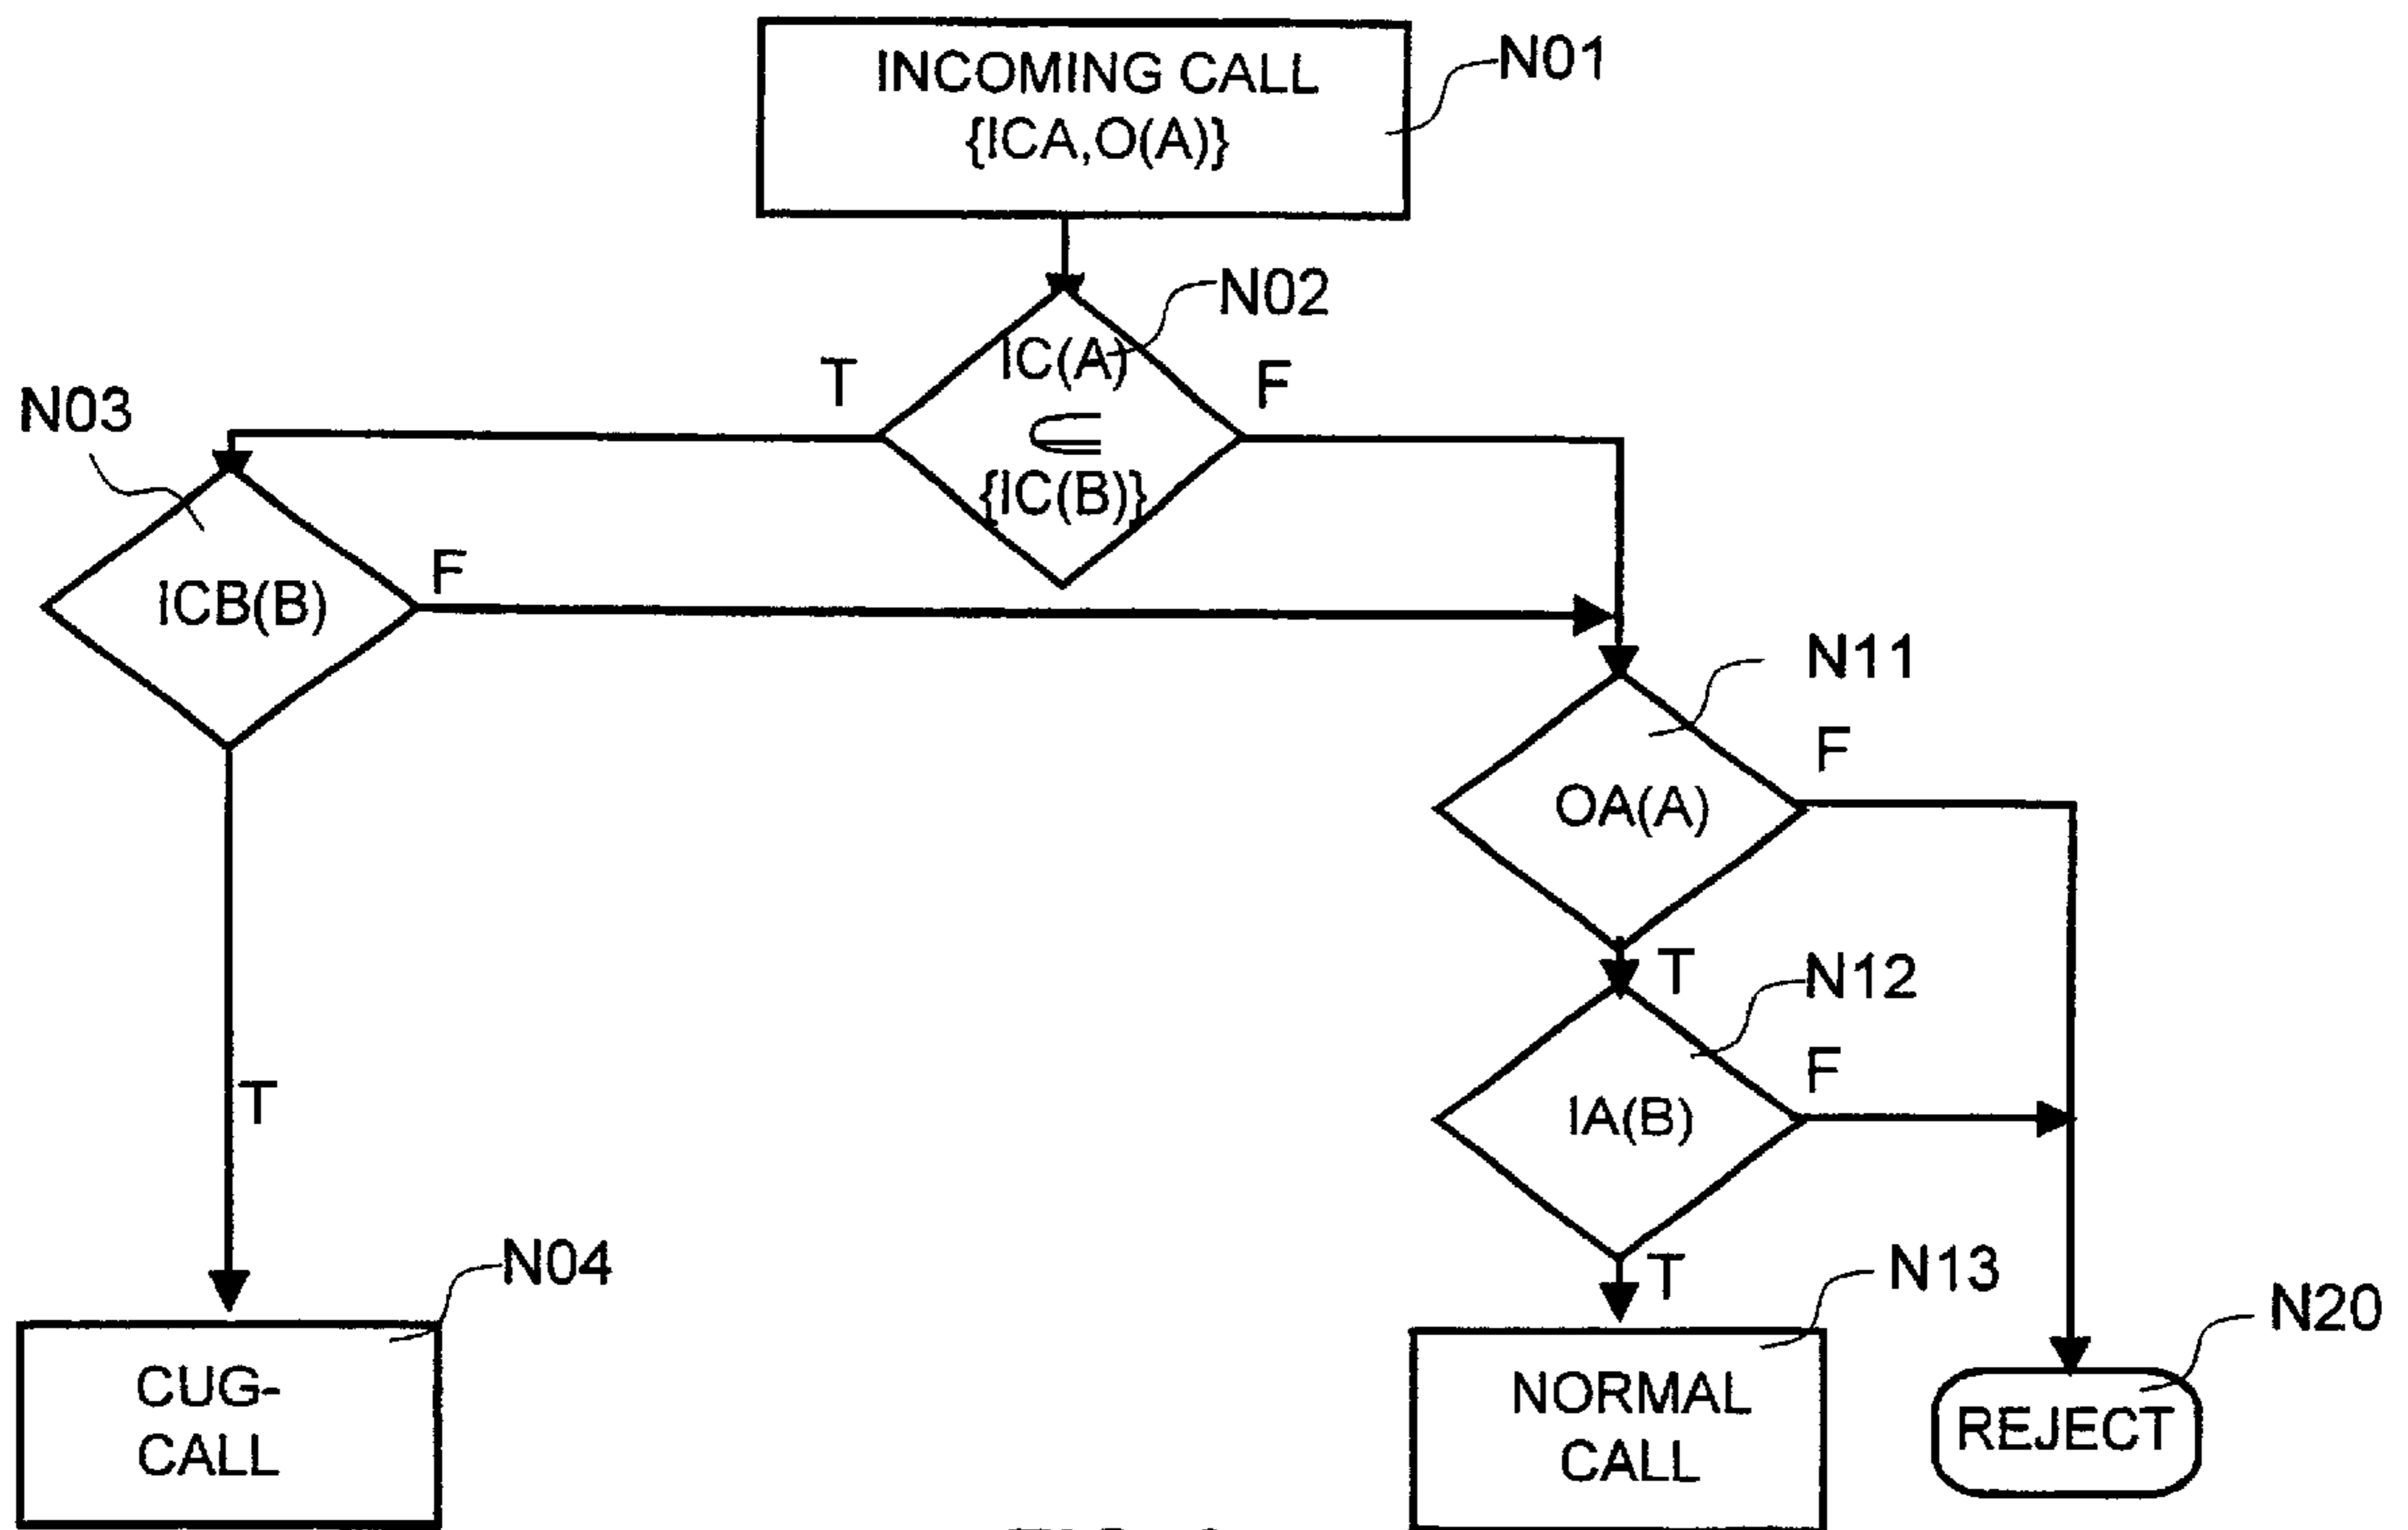 INCOMING CALL
{ICA,O(A)}
N01
N02
IC(A)
⋐
{IC(B)}
T
F
N03
ICB(B)
F
T
N11
OA(A)
F
T
N12
IA(B)
F
T
N04
CUG-
CALL
N13
NORMAL
CALL
N20
REJECT